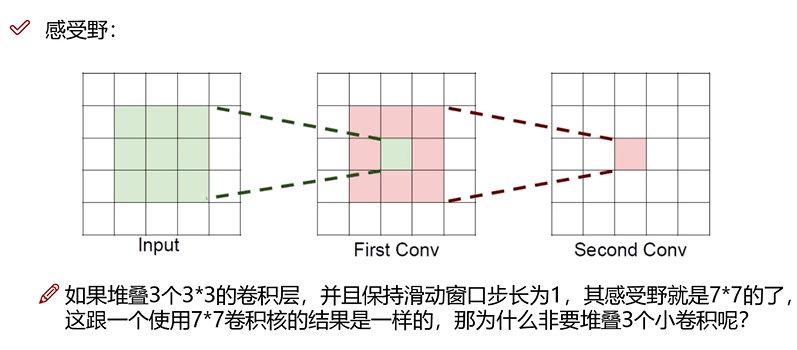 感受野：
Input
First Conv
Second Conv
如果堆叠3个3*3的卷积层，并且保持滑动窗口步长为1，其感受野就是7*7的了，
这跟一个使用7*7卷积核的结果是一样的，那为什么非要堆叠3个小卷积呢？